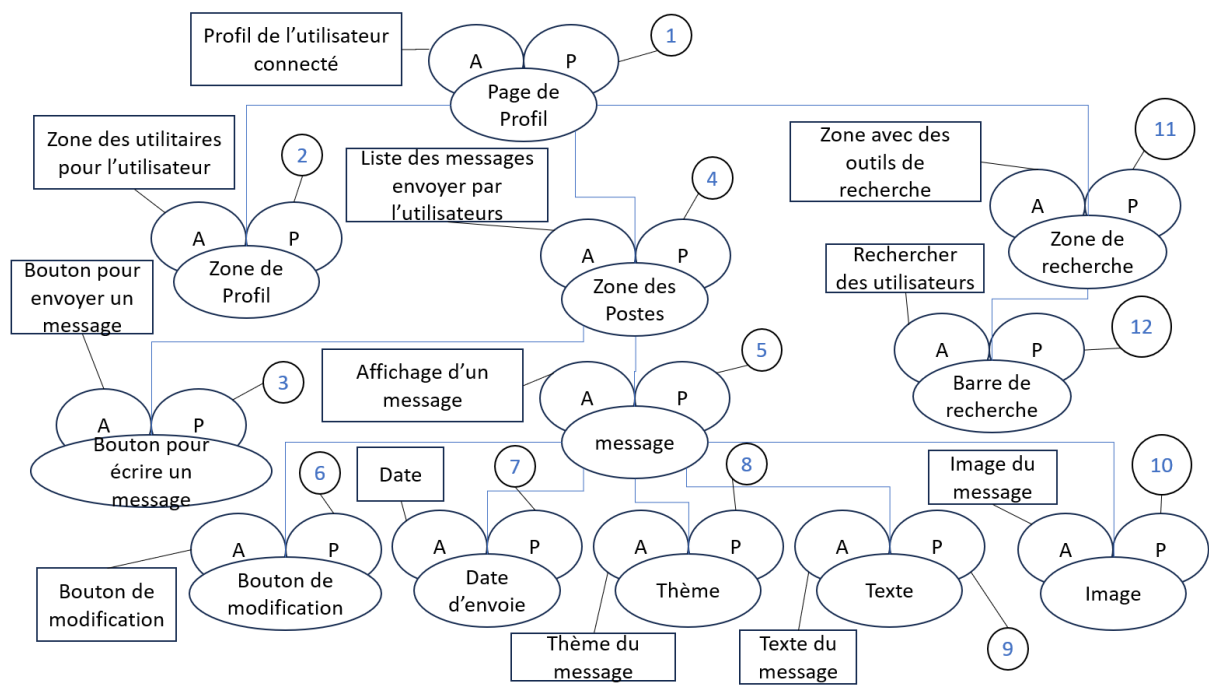 Profil de l'utilisateur
connecté
A
P
1
Page de
Profil
Zone des utilitaires
pour l'utilisateur
2
A
P
Zone de
Profil
Liste des messages
envoyer par
l'utilisateurs
4
A
P
Zone des
Postes
Zone avec des
outils de
recherche
11
A
P
Zone de
recherche
Rechercher
des utilisateurs
12
A
P
Barre de
recherche
Bouton pour
envoyer un
message
3
A
P
Bouton pour
écrire un
message
Affichage d'un
message
5
A
P
message
6
A
P
Bouton de
modification
Bouton de
modification
Date
7
A
P
Date
d'envoie
8
A
P
Thème
Thème du
message
A
P
Texte
Texte du
message
9
Image du
message
10
A
P
Image